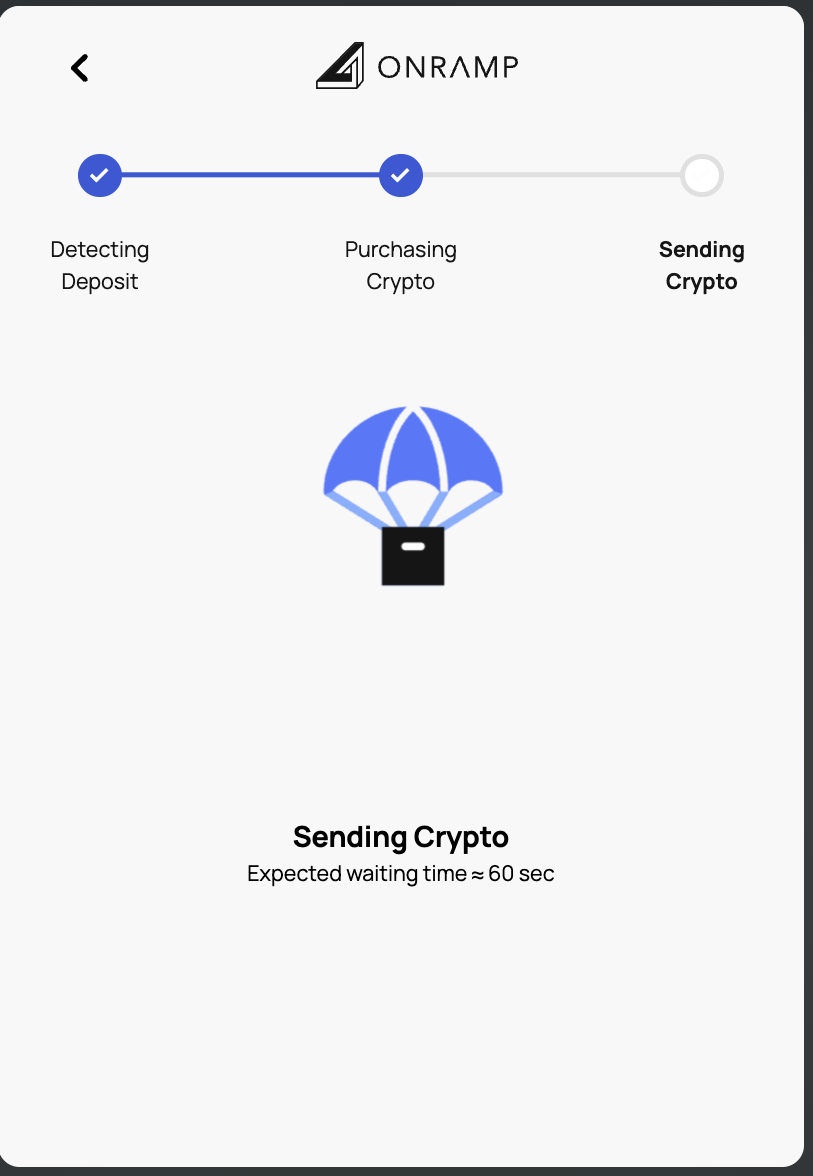 ONRAMP
Detecting
Deposit
Purchasing
Crypto
Sending
Crypto
Sending Crypto
Expected waiting time ≈ 60 sec